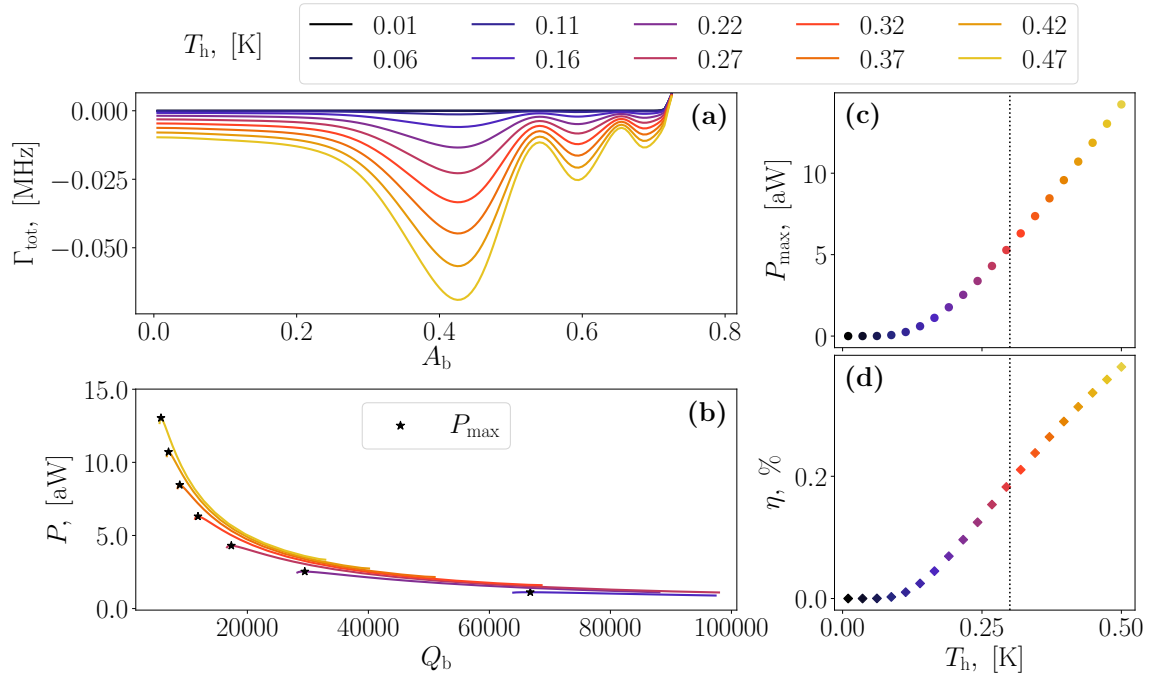 T_h, [K]
0.01 0.11 0.22 0.32 0.42
0.06 0.16 0.27 0.37 0.47
(a)
Γ_tot, [MHz]
0.000
−0.025
−0.050
0.0 0.2 0.4 0.6 0.8
A_b
(b)
P_max
P, [aW]
15.0
10.0
5.0
0.0
20000 40000 60000 80000 100000
Q_b
(c)
P_max, [aW]
10
5
0
(d)
η, %
0.2
0.0
0.00 0.25 0.50
T_h, [K]